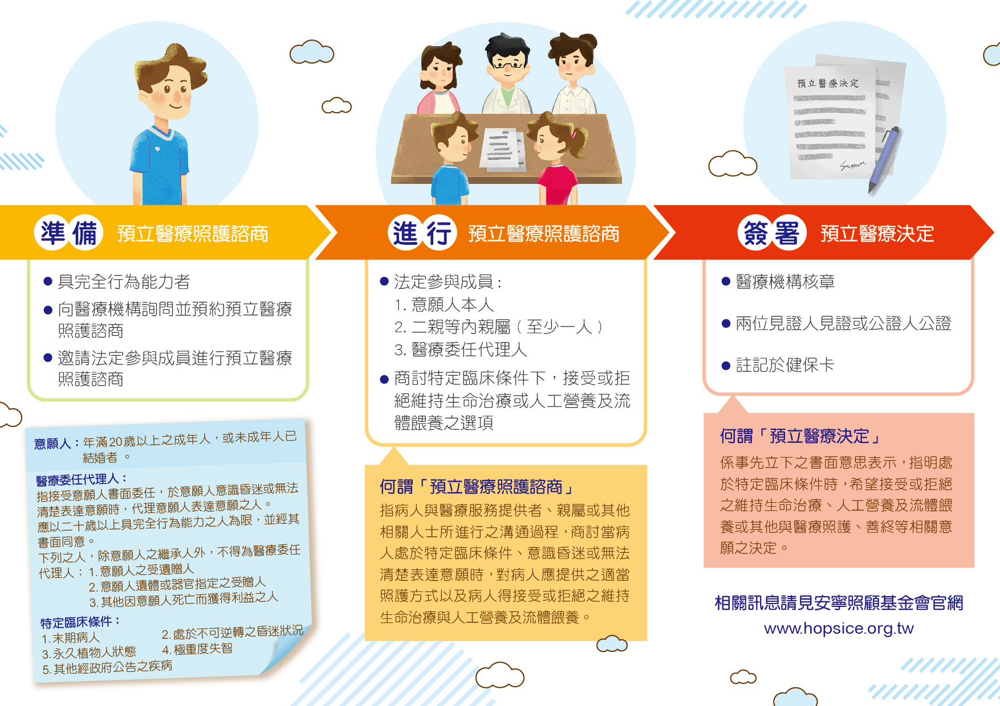 準備 預立醫療照護諮商
● 具完全行為能力者
● 向醫療機構詢問並預約預立醫療
照護諮商
● 邀請法定參與成員進行預立醫療
照護諮商
意願人：年滿20歲以上之成年人，或未成年人已
結婚者 。
醫療委任代理人：
指接受意願人書面委任，於意願人意識昏迷或無法
清楚表達意願時，代理意願人表達意願之人。
應以二十歲以上具完全行為能力之人為限，並經其
書面同意。
下列之人，除意願人之繼承人外，不得為醫療委任
代理人：1.意願人之受遺贈人
2.意願人遺體或器官指定之受贈人
3.其他因意願人死亡而獲得利益之人
特定臨床條件：
1.末期病人 2.處於不可逆轉之昏迷狀況
3.永久植物人狀態 4.極重度失智
5.其他經政府公告之疾病
進行 預立醫療照護諮商
● 法定參與成員：
1. 意願人本人
2. 二親等內親屬（至少一人）
3. 醫療委任代理人
● 商討特定臨床條件下，接受或拒
絕維持生命治療或人工營養及流
體餵養之選項
何謂「預立醫療照護諮商」
指病人與醫療服務提供者、親屬或其他
相關人士所進行之溝通過程，商討當病
人處於特定臨床條件、意識昏迷或無法
清楚表達意願時，對病人應提供之適當
照護方式以及病人得接受或拒絕之維持
生命治療與人工營養及流體餵養。
預立醫療決定
簽署 預立醫療決定
● 醫療機構核章
● 兩位見證人見證或公證人公證
● 註記於健保卡
何謂「預立醫療決定」
係事先立下之書面意思表示，指明處
於特定臨床條件時，希望接受或拒絕
之維持生命治療、人工營養及流體餵
養或其他與醫療照護、善終等相關意
願之決定。
相關訊息請見安寧照顧基金會官網
www.hopsice.org.tw